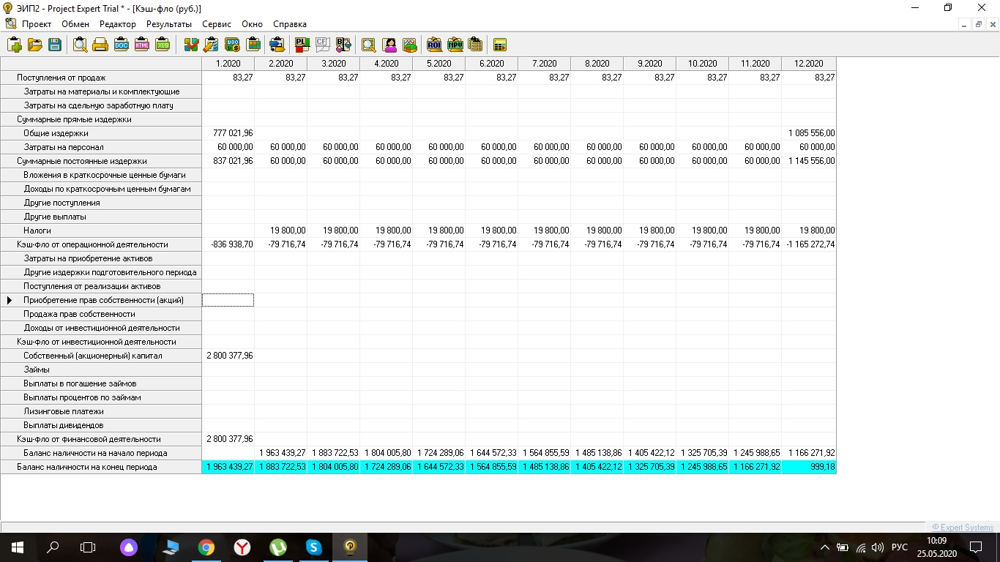 ЭИП2 - Project Expert Trial * - [Кэш-фло (руб.)]
Проект Обмен Редактор Результаты Сервис Окно Справка
DOC HTML XLS 1:30 PL CF B ROI NPV
1.2020 2.2020 3.2020 4.2020 5.2020 6.2020 7.2020 8.2020 9.2020 10.2020 11.2020 12.2020
Поступления от продаж 83,27 83,27 83,27 83,27 83,27 83,27 83,27 83,27 83,27 83,27 83,27 83,27
Затраты на материалы и комплектующие
Затраты на сдельную заработную плату
Суммарные прямые издержки
Общие издержки 777 021,96 1 085 556,00
Затраты на персонал 60 000,00 60 000,00 60 000,00 60 000,00 60 000,00 60 000,00 60 000,00 60 000,00 60 000,00 60 000,00 60 000,00 60 000,00
Суммарные постоянные издержки 837 021,96 60 000,00 60 000,00 60 000,00 60 000,00 60 000,00 60 000,00 60 000,00 60 000,00 60 000,00 60 000,00 1 145 556,00
Вложения в краткосрочные ценные бумаги
Доходы по краткосрочным ценным бумагам
Другие поступления
Другие выплаты
Налоги 19 800,00 19 800,00 19 800,00 19 800,00 19 800,00 19 800,00 19 800,00 19 800,00 19 800,00 19 800,00 19 800,00
Кэш-фло от операционной деятельности -836 938,70 -79 716,74 -79 716,74 -79 716,74 -79 716,74 -79 716,74 -79 716,74 -79 716,74 -79 716,74 -79 716,74 -79 716,74 -1 165 272,74
Затраты на приобретение активов
Другие издержки подготовительного периода
Поступления от реализации активов
Приобретение прав собственности (акций)
Продажа прав собственности
Доходы от инвестиционной деятельности
Кэш-фло от инвестиционной деятельности
Собственный (акционерный) капитал 2 800 377,96
Займы
Выплаты в погашение займов
Выплаты процентов по займам
Лизинговые платежи
Выплаты дивидендов
Кэш-фло от финансовой деятельности 2 800 377,96
Баланс наличности на начало периода 1 963 439,27 1 883 722,53 1 804 005,80 1 724 289,06 1 644 572,33 1 564 855,59 1 485 138,86 1 405 422,12 1 325 705,39 1 245 988,65 1 166 271,92
Баланс наличности на конец периода 1 963 439,27 1 883 722,53 1 804 005,80 1 724 289,06 1 644 572,33 1 564 855,59 1 485 138,86 1 405 422,12 1 325 705,39 1 245 988,65 1 166 271,92 999,18
© Expert Systems
РУС
10:09
25.05.2020